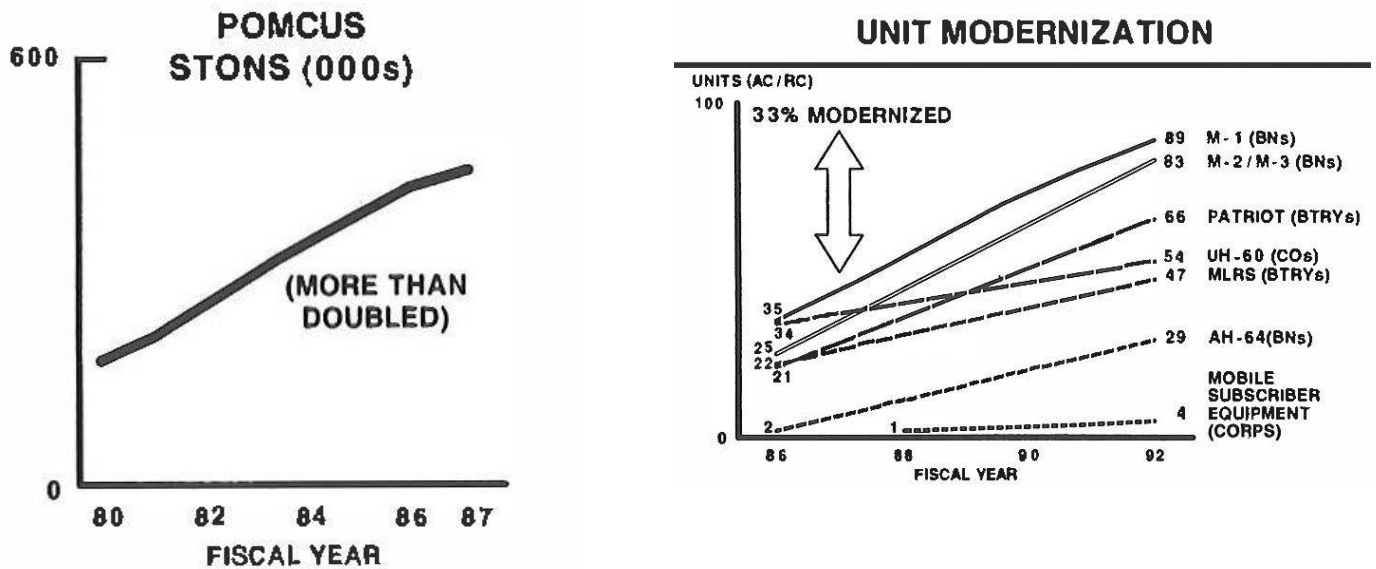 POMCUS
STONS (000s)
600
(MORE THAN
DOUBLED)
0
80 82 84 86 87
FISCAL YEAR
UNIT MODERNIZATION
UNITS (AC/RC)
100
33% MODERNIZED
89 M-1 (BNs)
83 M-2/M-3 (BNs)
66 PATRIOT (BTRYs)
54 UH-60 (COs)
47 MLRS (BTRYs)
35
34
25
22
21
29 AH-64(BNs)
MOBILE
SUBSCRIBER
4 EQUIPMENT
(CORPS)
2 1
0
86 88 90 92
FISCAL YEAR